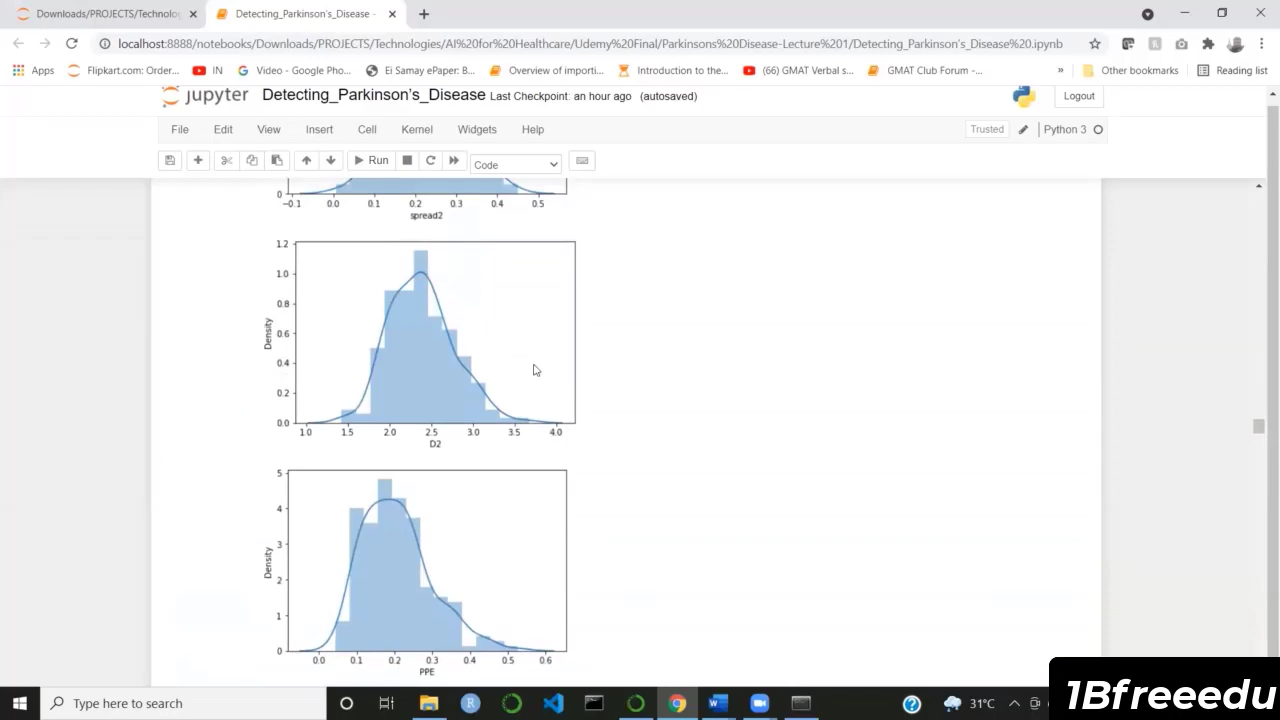 Downloads/PROJECTS/Technolog
Detecting_Parkinson's_Disease -
localhost:8888/notebooks/Downloads/PROJECTS/Technologies/AI%20for%20Healthcare/Udemy%20Final/Parkinsons%20Disease-Lecture%201/Detecting_Parkinson's_Disease%20.ipynb
Apps Flipkart.com: Order... IN Video - Google Pho... Ei Samay ePaper: B... Overview of importi... Introduction to the... (66) GMAT Verbal s... GMAT Club Forum -... » Other bookmarks Reading list
jupyter Detecting_Parkinson's_Disease Last Checkpoint: an hour ago (autosaved) Logout
File Edit View Insert Cell Kernel Widgets Help Trusted Python 3
Run Code
0
−0.1 0.0 0.1 0.2 0.3 0.4 0.5
spread2
1.2
1.0
0.8
0.6
0.4
0.2
0.0
Density
1.0 1.5 2.0 2.5 3.0 3.5 4.0
D2
5
4
3
2
1
0
Density
0.0 0.1 0.2 0.3 0.4 0.5 0.6
PPE
Type here to search
31°C
1Bfreeedu